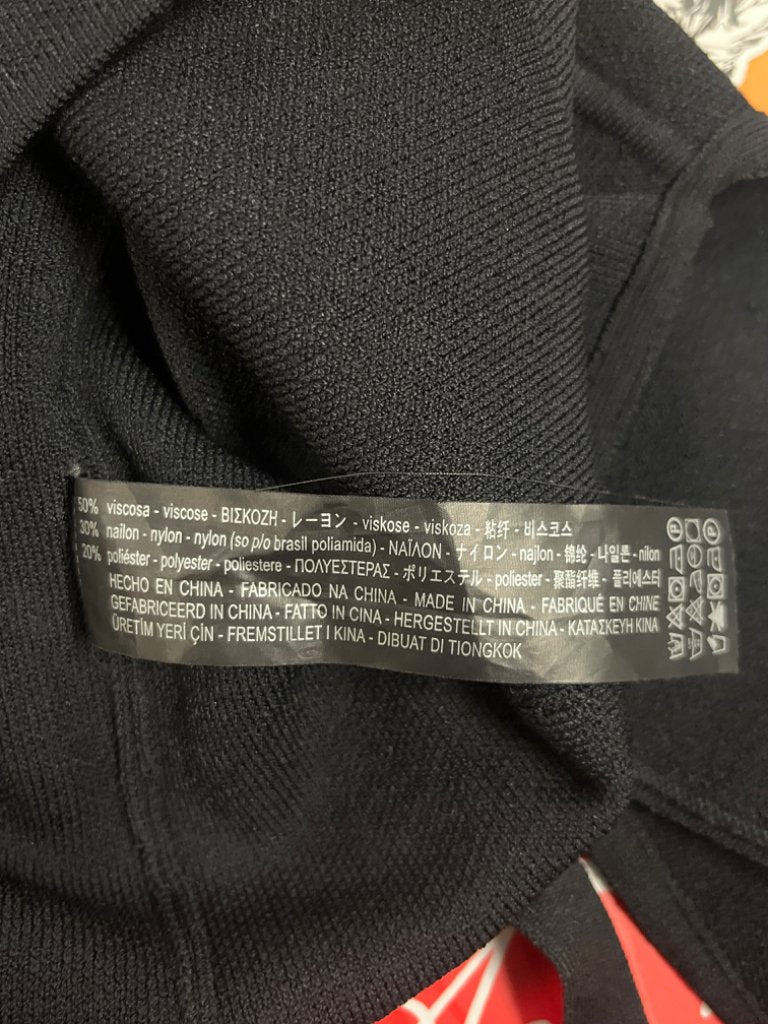 50% viscosa - viscose - ΒΙΣΚΟΖΗ - レーヨン - viskose - viskoza - 粘纤 - 비스코스
30% nailon - nylon - nylon (so p/o brasil poliamida) - ΝΑΪΛΟΝ - ナイロン - najlon - 锦纶 - 나일론 - nilon
20% poliéster - polyester - poliestere - ΠΟΛΥΕΣΤΕΡΑΣ - ポリエステル - poliester - 聚酯纤维 - 폴리에스터
HECHO EN CHINA - FABRICADO NA CHINA - MADE IN CHINA - FABRIQUÉ EN CHINE
GEFABRICEERD IN CHINA - FATTO IN CINA - HERGESTELLT IN CHINA - ΚΑΤΑΣΚΕΥΗ ΚΙΝΑ
ÜRETİM YERİ ÇİN - FREMSTILLET I KINA - DIBUAT DI TIONGKOK